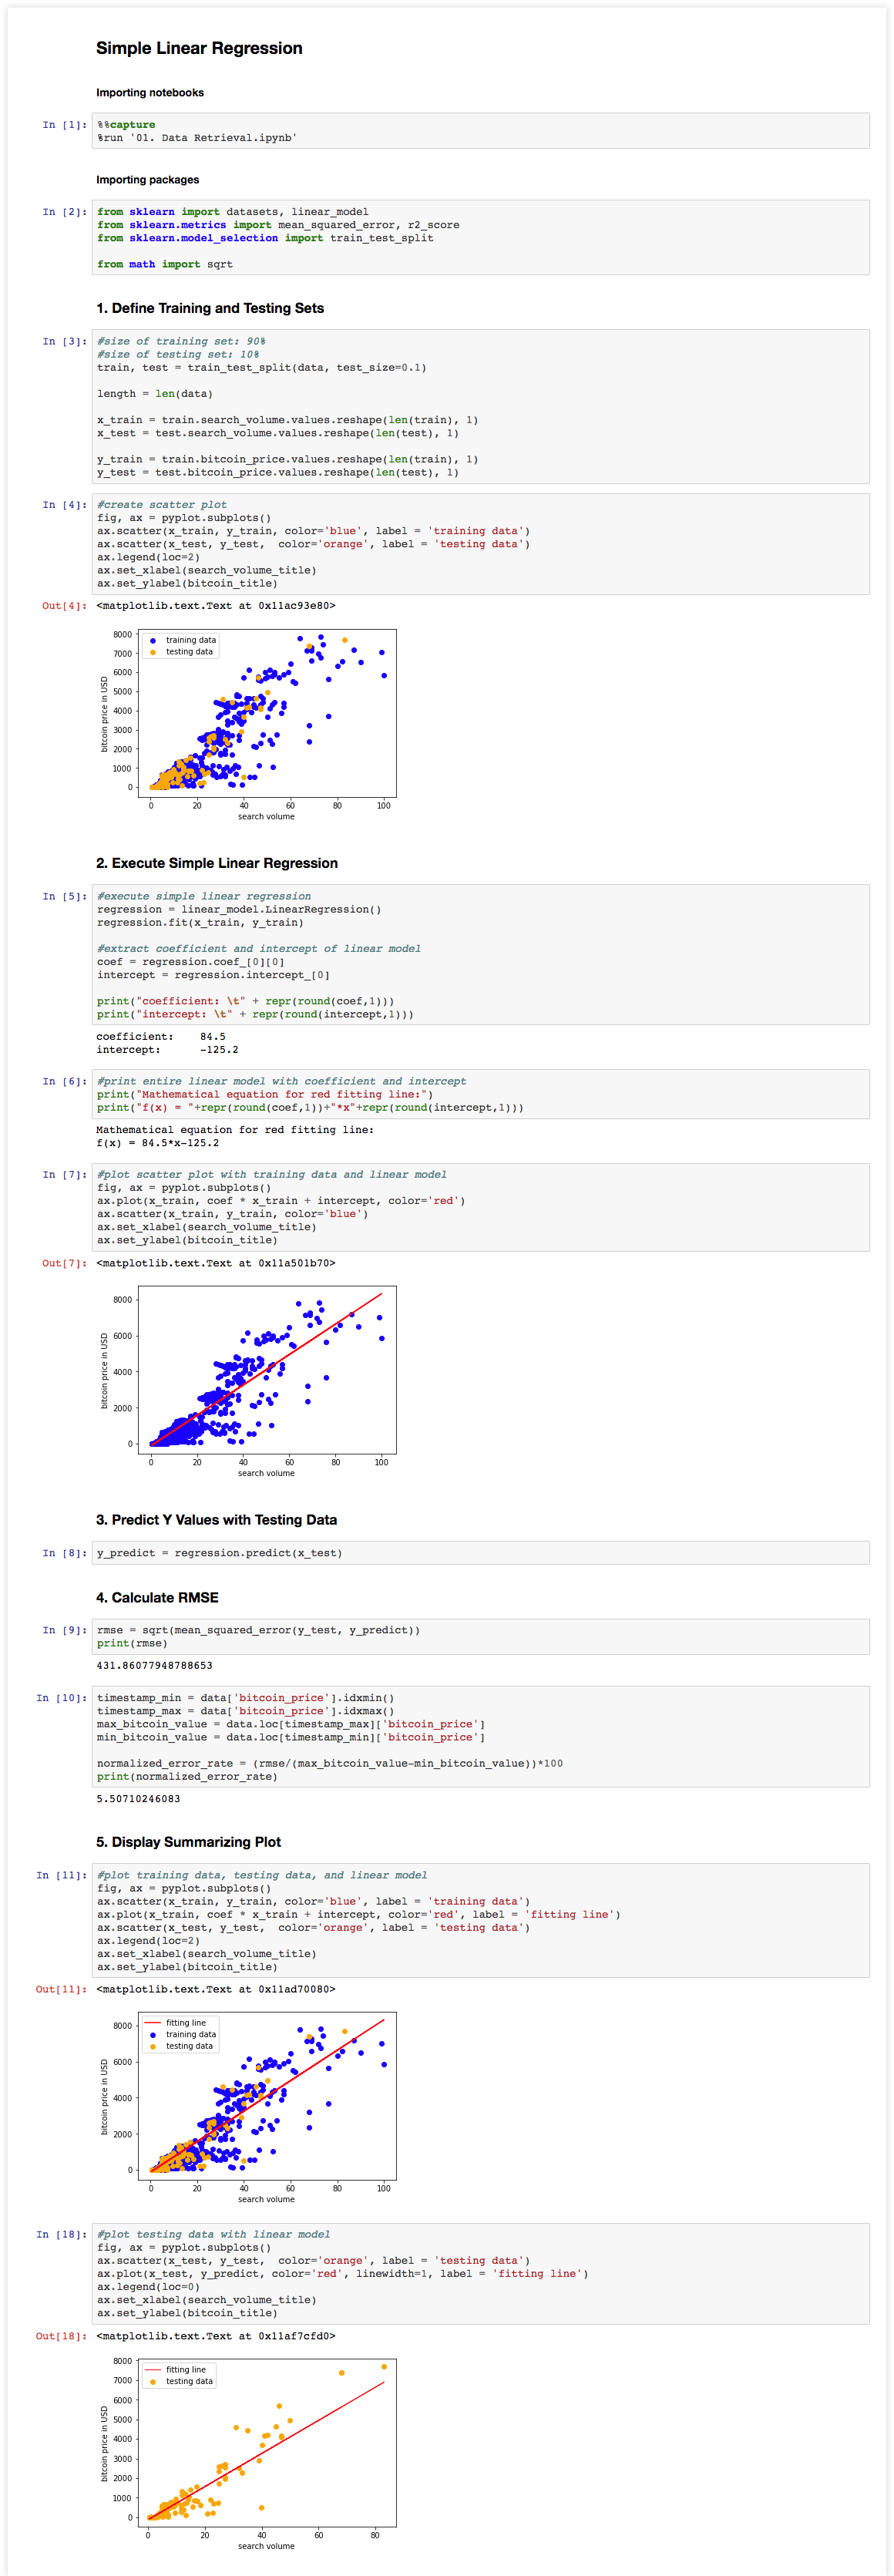 Simple Linear Regression
Importing notebooks
In [1]:
%%capture
%run '01. Data Retrieval.ipynb'
Importing packages
In [2]:
from sklearn import datasets, linear_model
from sklearn.metrics import mean_squared_error, r2_score
from sklearn.model_selection import train_test_split
from math import sqrt
1. Define Training and Testing Sets
In [3]:
#size of training set: 90%
#size of testing set: 10%
train, test = train_test_split(data, test_size=0.1)
length = len(data)
x_train = train.search_volume.values.reshape(len(train), 1)
x_test = test.search_volume.values.reshape(len(test), 1)
y_train = train.bitcoin_price.values.reshape(len(train), 1)
y_test = test.bitcoin_price.values.reshape(len(test), 1)
In [4]:
#create scatter plot
fig, ax = pyplot.subplots()
ax.scatter(x_train, y_train, color='blue', label = 'training data')
ax.scatter(x_test, y_test,  color='orange', label = 'testing data')
ax.legend(loc=2)
ax.set_xlabel(search_volume_title)
ax.set_ylabel(bitcoin_title)
Out[4]: <matplotlib.text.Text at 0x11ac93e80>
training data
testing data
8000
7000
6000
5000
4000
3000
2000
1000
0
bitcoin price in USD
0 20 40 60 80 100
search volume
2. Execute Simple Linear Regression
In [5]:
#execute simple linear regression
regression = linear_model.LinearRegression()
regression.fit(x_train, y_train)
#extract coefficient and intercept of linear model
coef = regression.coef_[0][0]
intercept = regression.intercept_[0]
print("coefficient: \t" + repr(round(coef,1)))
print("intercept: \t" + repr(round(intercept,1)))
coefficient:    84.5
intercept:      -125.2
In [6]:
#print entire linear model with coefficient and intercept
print("Mathematical equation for red fitting line:")
print("f(x) = "+repr(round(coef,1))+"*x"+repr(round(intercept,1)))
Mathematical equation for red fitting line:
f(x) = 84.5*x-125.2
In [7]:
#plot scatter plot with training data and linear model
fig, ax = pyplot.subplots()
ax.plot(x_train, coef * x_train + intercept, color='red')
ax.scatter(x_train, y_train, color='blue')
ax.set_xlabel(search_volume_title)
ax.set_ylabel(bitcoin_title)
Out[7]: <matplotlib.text.Text at 0x11a501b70>
8000
6000
4000
2000
0
bitcoin price in USD
0 20 40 60 80 100
search volume
3. Predict Y Values with Testing Data
In [8]:
y_predict = regression.predict(x_test)
4. Calculate RMSE
In [9]:
rmse = sqrt(mean_squared_error(y_test, y_predict))
print(rmse)
431.86077948788653
In [10]:
timestamp_min = data['bitcoin_price'].idxmin()
timestamp_max = data['bitcoin_price'].idxmax()
max_bitcoin_value = data.loc[timestamp_max]['bitcoin_price']
min_bitcoin_value = data.loc[timestamp_min]['bitcoin_price']
normalized_error_rate = (rmse/(max_bitcoin_value-min_bitcoin_value))*100
print(normalized_error_rate)
5.50710246083
5. Display Summarizing Plot
In [11]:
#plot training data, testing data, and linear model
fig, ax = pyplot.subplots()
ax.scatter(x_train, y_train, color='blue', label = 'training data')
ax.plot(x_train, coef * x_train + intercept, color='red', label = 'fitting line')
ax.scatter(x_test, y_test,  color='orange', label = 'testing data')
ax.legend(loc=2)
ax.set_xlabel(search_volume_title)
ax.set_ylabel(bitcoin_title)
Out[11]: <matplotlib.text.Text at 0x11ad70080>
fitting line
training data
testing data
8000
6000
4000
2000
0
bitcoin price in USD
0 20 40 60 80 100
search volume
In [18]:
#plot testing data with linear model
fig, ax = pyplot.subplots()
ax.scatter(x_test, y_test,  color='orange', label = 'testing data')
ax.plot(x_test, y_predict, color='red', linewidth=1, label = 'fitting line')
ax.legend(loc=0)
ax.set_xlabel(search_volume_title)
ax.set_ylabel(bitcoin_title)
Out[18]: <matplotlib.text.Text at 0x11af7cfd0>
fitting line
testing data
8000
7000
6000
5000
4000
3000
2000
1000
0
bitcoin price in USD
0 20 40 60 80
search volume